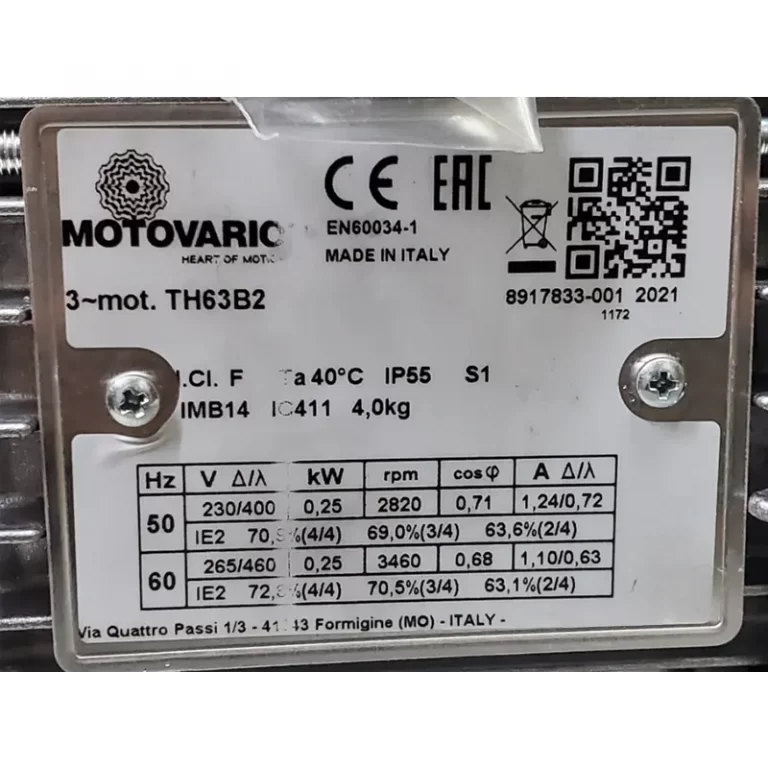 CE EAC
MOTOVARIO
HEART OF
EN60034-1
MADE IN ITALY
3~mot. TH63B2
8917833-001 2021
1172
I.Cl. F Ta 40°C IP55 S1
IMB14 IC411 4,0kg
Hz V Δ/λ kW rpm cosφ A Δ/λ
50 230/400 0,25 2820 0,71 1,24/0,72
IE2 (4/4) 69,0%(3/4) 63,6%(2/4)
60 265/460 0,25 3460 0,68 1,10/0,63
IE2 (4/4) 70,5%(3/4) 63,1%(2/4)
Via Quattro Passi 1/3 - Formigine (MO) - ITALY -